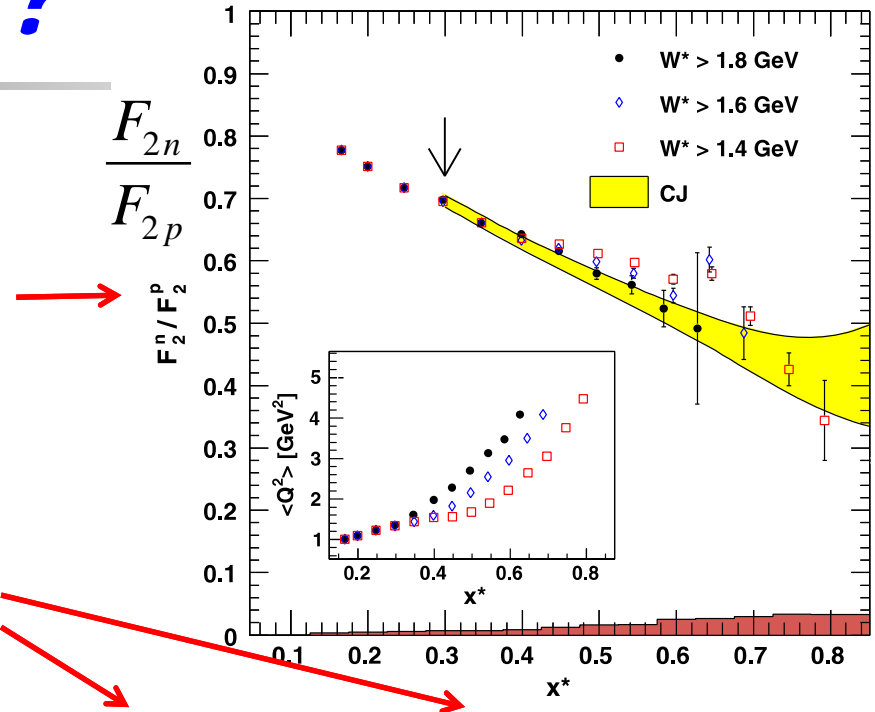 ?
F2n
F2p
F2^n / F2^p
1
0.9
0.8
0.7
0.6
0.5
0.4
0.3
0.2
0.1
0
W* > 1.8 GeV
W* > 1.6 GeV
W* > 1.4 GeV
CJ
<Q²> [GeV²]
5
4
3
2
1
0.2 0.4 0.6 0.8
x*
0.1 0.2 0.3 0.4 0.5 0.6 0.7 0.8
x*